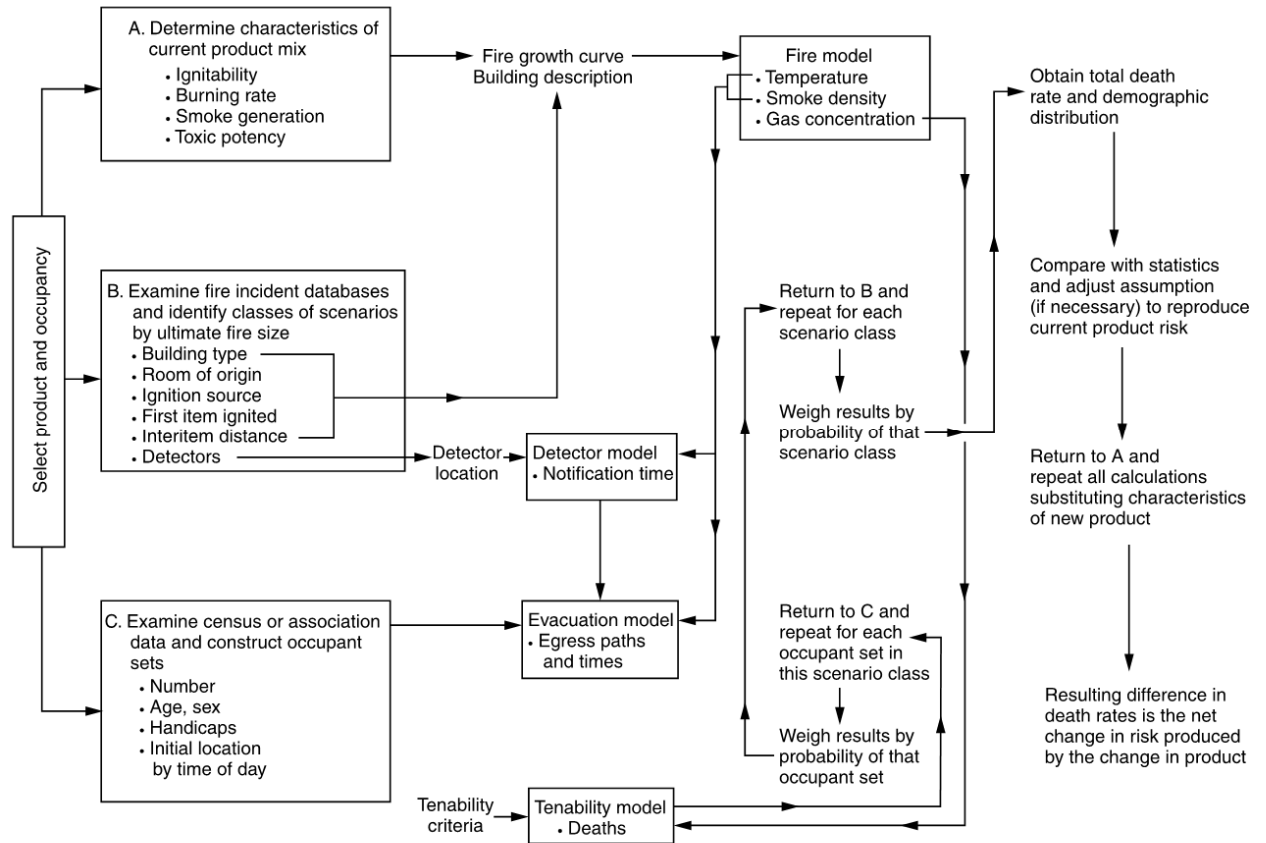 Select product and occupancy
A. Determine characteristics of
current product mix
• Ignitability
• Burning rate
• Smoke generation
• Toxic potency
Fire growth curve
Building description
Fire model
• Temperature
• Smoke density
• Gas concentration
Obtain total death
rate and demographic
distribution
B. Examine fire incident databases
and identify classes of scenarios
by ultimate fire size
• Building type
• Room of origin
• Ignition source
• First item ignited
• Interitem distance
• Detectors
Detector
location
Detector model
• Notification time
Return to B and
repeat for each
scenario class
Weigh results by
probability of that
scenario class
Compare with statistics
and adjust assumption
(if necessary) to reproduce
current product risk
Return to A and
repeat all calculations
substituting characteristics
of new product
C. Examine census or association
data and construct occupant
sets
• Number
• Age, sex
• Handicaps
• Initial location
by time of day
Evacuation model
• Egress paths
and times
Return to C and
repeat for each
occupant set in
this scenario class
Weigh results by
probability of that
occupant set
Resulting difference in
death rates is the net
change in risk produced
by the change in product
Tenability
criteria
Tenability model
• Deaths